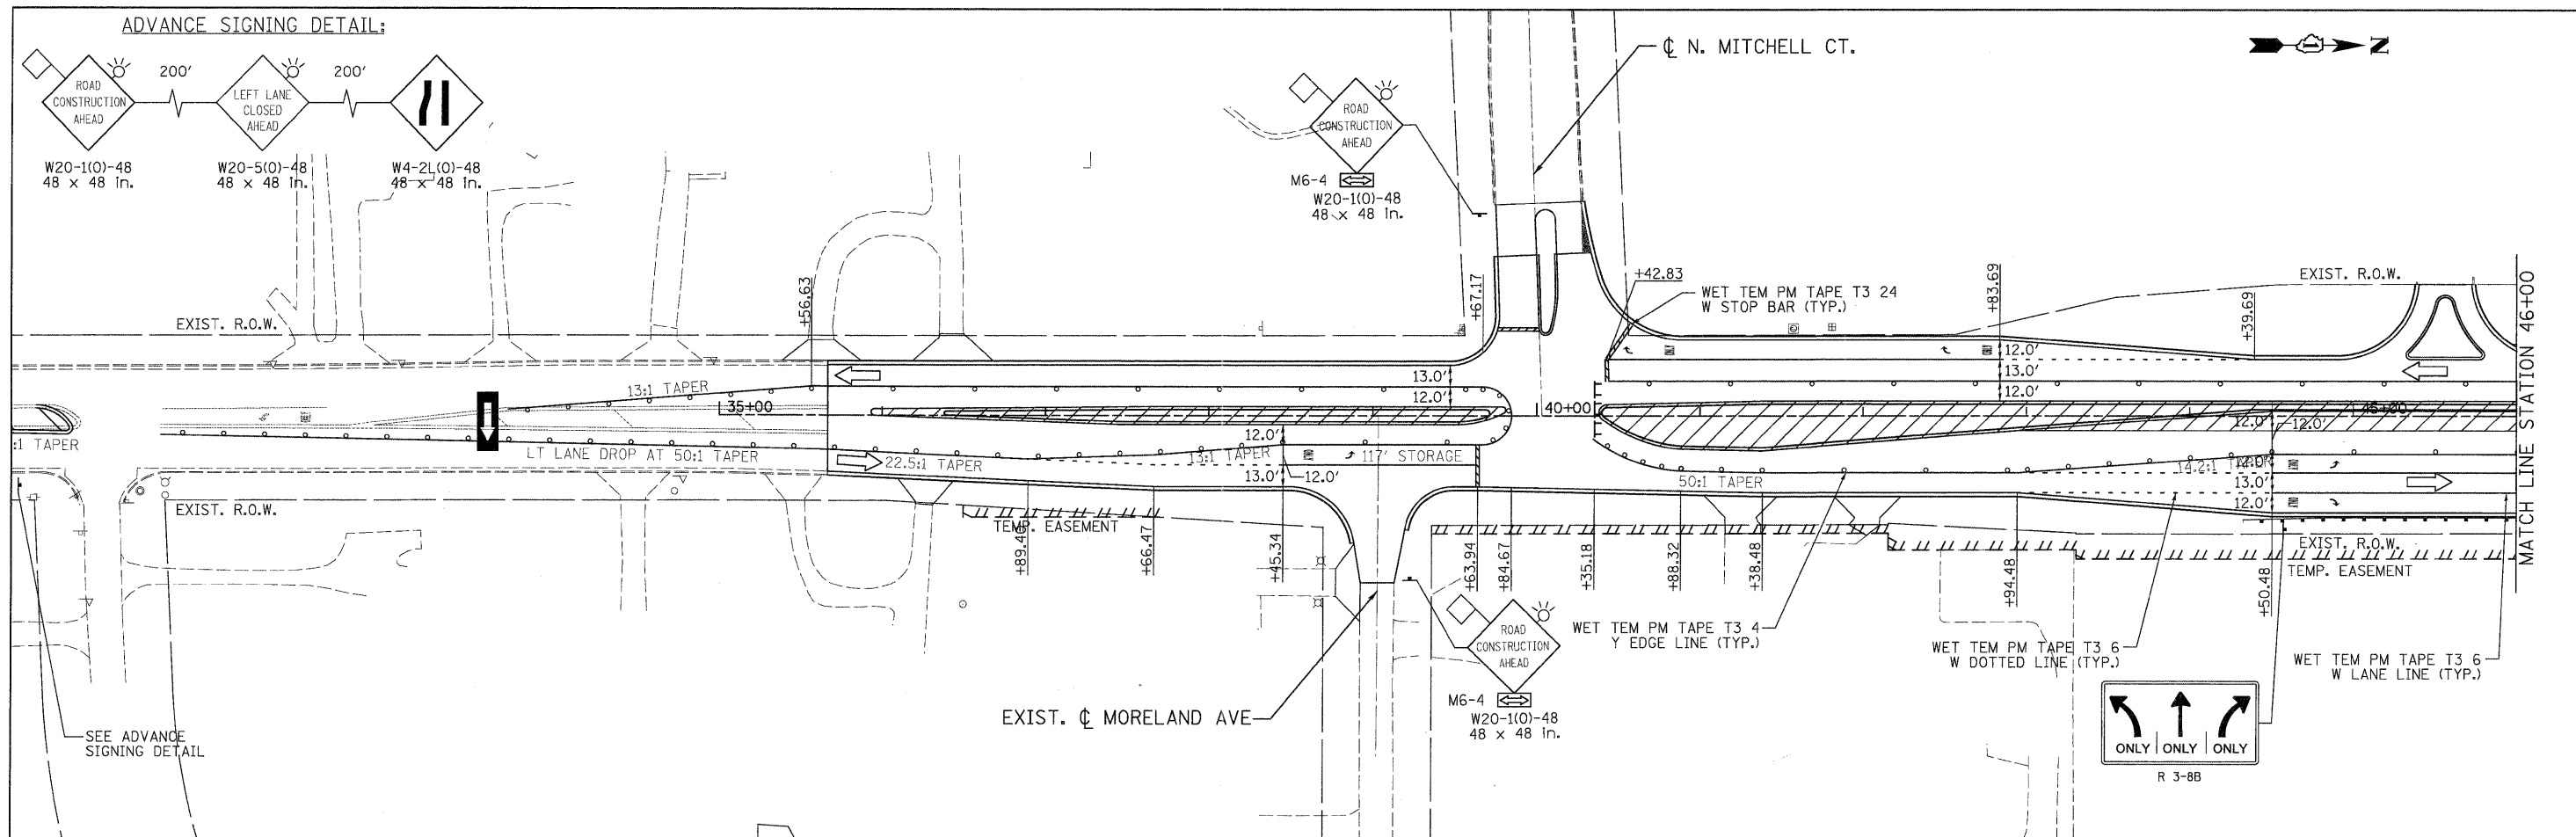 ADVANCE SIGNING DETAIL:
ROAD
CONSTRUCTION
AHEAD
200'
LEFT LANE
CLOSED
AHEAD
200'
W20-1(O)-48
48 x 48 in.
W20-5(O)-48
48 x 48 in.
W4-2L(O)-48
48 x 48 in.
ROAD
CONSTRUCTION
AHEAD
M6-4
W20-1(O)-48
48 x 48 in.
℄ N. MITCHELL CT.
N
EXIST. R.O.W.
+56.63
+67.17
+42.83
WET TEM PM TAPE T3 24
W STOP BAR (TYP.)
+83.69
+39.69
EXIST. R.O.W.
MATCH LINE STATION 46+00
13:1 TAPER
35+00
13.0'
12.0'
40+00
12.0'
13.0'
12.0'
45+00
:1 TAPER
LT LANE DROP AT 50:1 TAPER
22.5:1 TAPER
12.0'
13:1 TAPER
117' STORAGE
13.0'
12.0'
50:1 TAPER
14.2:1 TAPER
12.0'
12.0'
12.0'
13.0'
12.0'
EXIST. R.O.W.
TEMP. EASEMENT
+89.46
+66.47
+45.34
+63.94
+84.67
+35.18
+88.32
+38.48
+94.48
+50.48
EXIST. R.O.W.
TEMP. EASEMENT
ROAD
CONSTRUCTION
AHEAD
M6-4
W20-1(O)-48
48 x 48 in.
WET TEM PM TAPE T3 4
Y EDGE LINE (TYP.)
WET TEM PM TAPE T3 6
W DOTTED LINE (TYP.)
WET TEM PM TAPE T3 6
W LANE LINE (TYP.)
EXIST. ℄ MORELAND AVE
SEE ADVANCE
SIGNING DETAIL
ONLY ONLY ONLY
R 3-8B